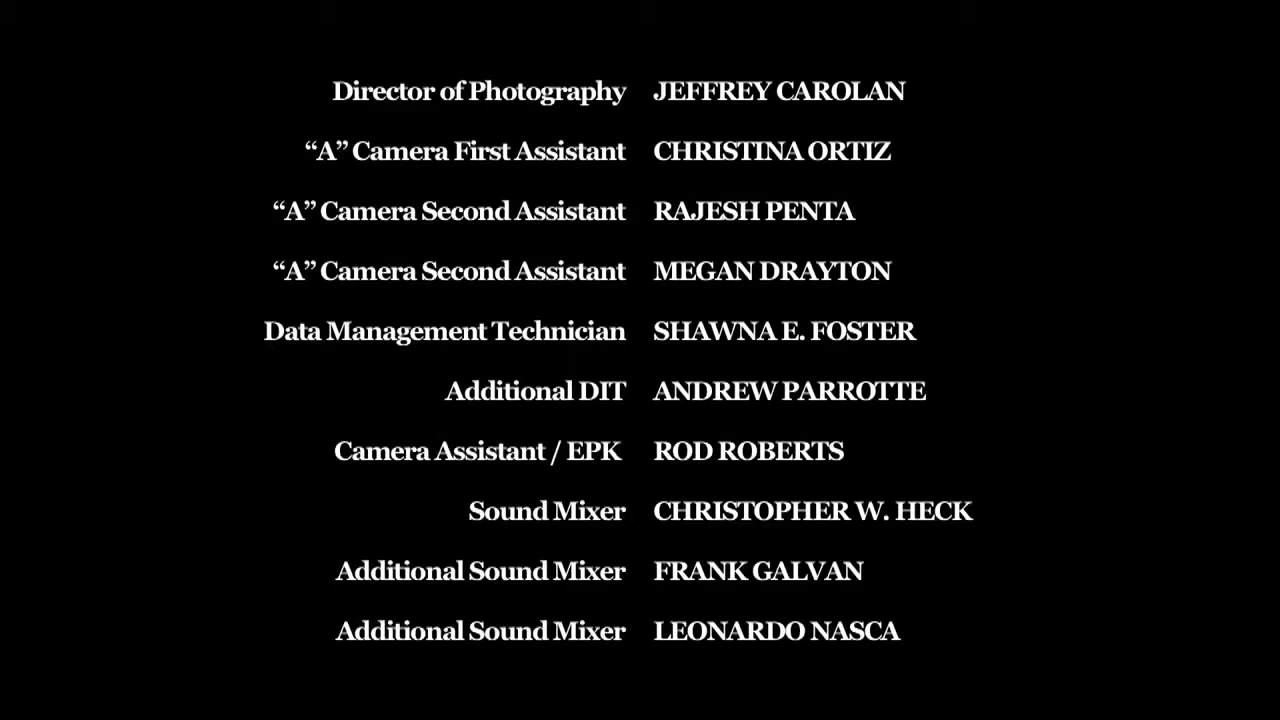 Director of Photography JEFFREY CAROLAN
“A” Camera First Assistant CHRISTINA ORTIZ
“A” Camera Second Assistant RAJESH PENTA
“A” Camera Second Assistant MEGAN DRAYTON
Data Management Technician SHAWNA E. FOSTER
Additional DIT ANDREW PARROTTE
Camera Assistant / EPK ROD ROBERTS
Sound Mixer CHRISTOPHER W. HECK
Additional Sound Mixer FRANK GALVAN
Additional Sound Mixer LEONARDO NASCA